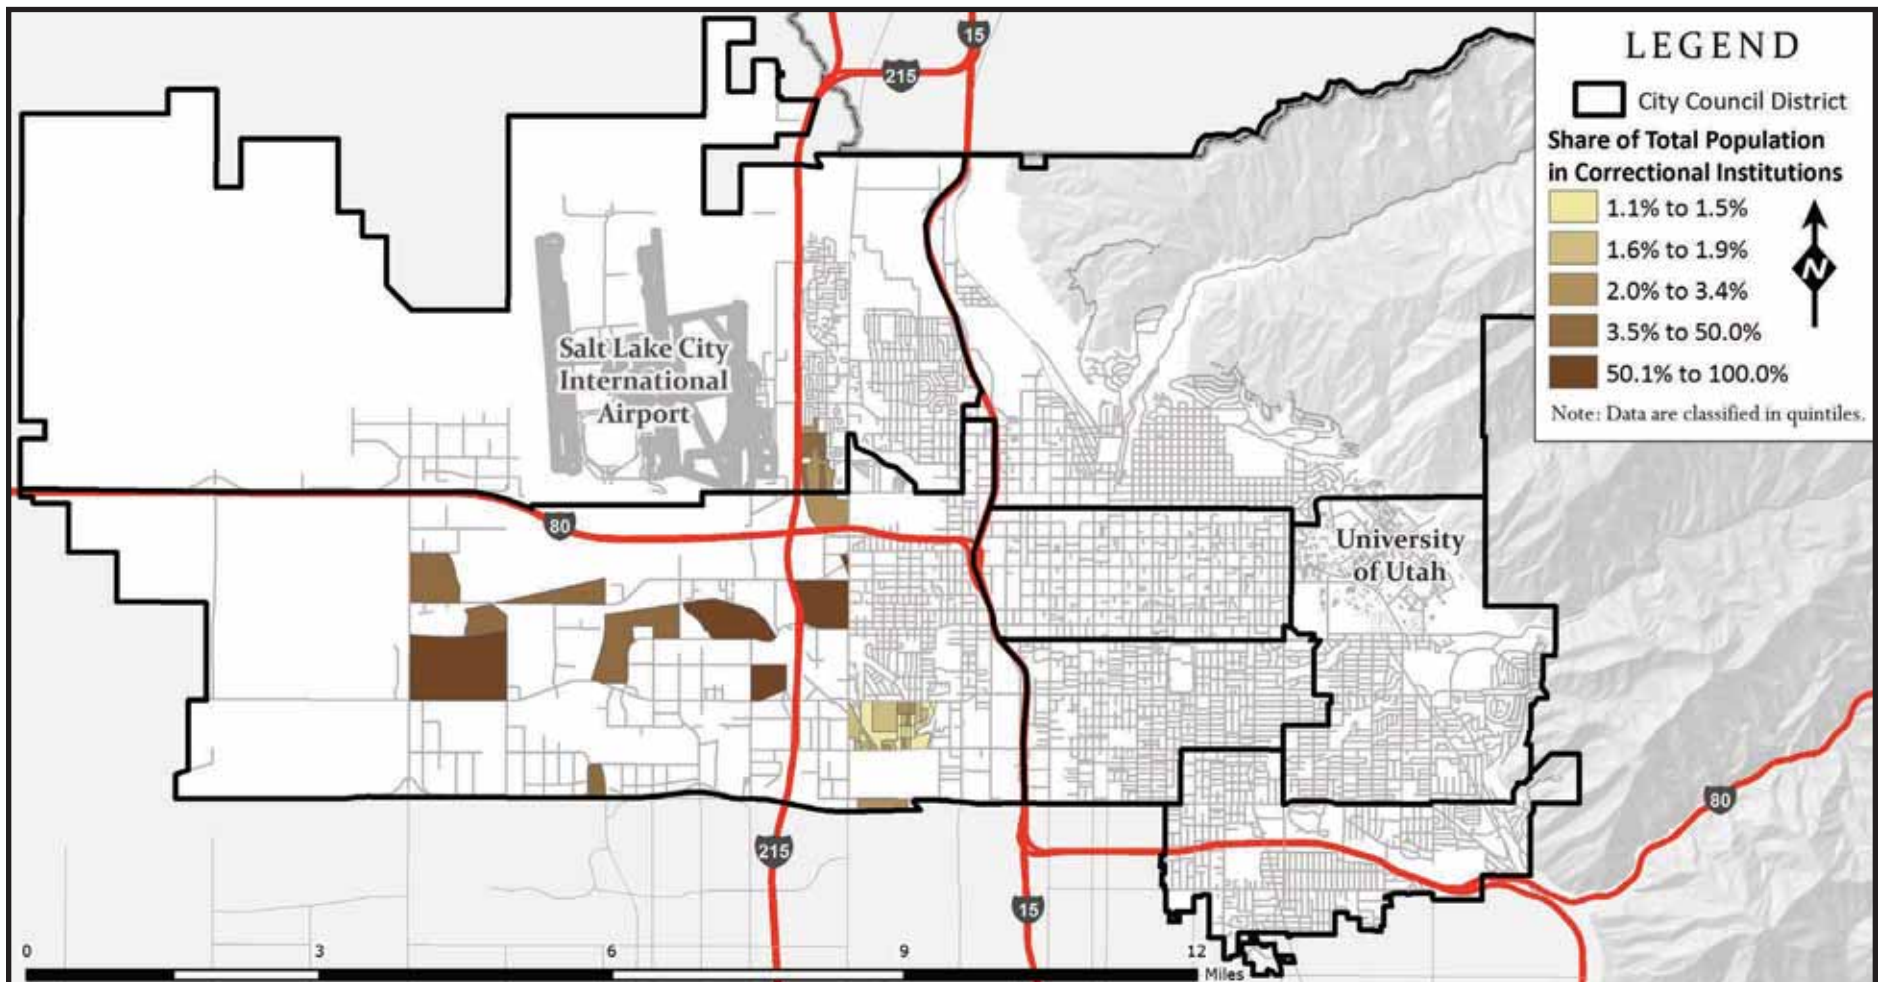 15
215
LEGEND
City Council District
Share of Total Population
in Correctional Institutions
1.1% to 1.5%
1.6% to 1.9%
2.0% to 3.4%
3.5% to 50.0%
50.1% to 100.0%
N
Note: Data are classified in quintiles.
Salt Lake City
International
Airport
80
University
of Utah
80
215
15
0 3 6 9 12
Miles